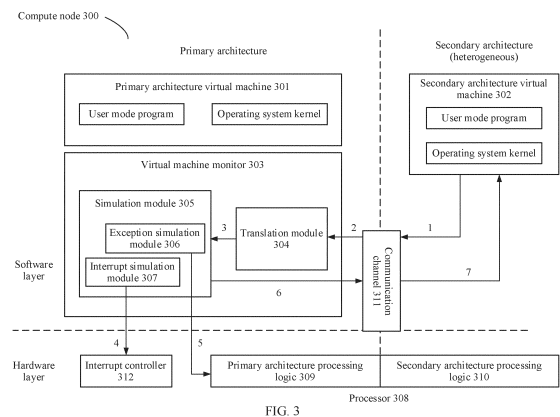 Compute node 300
Primary architecture
Secondary architecture
(heterogeneous)
Primary architecture virtual machine 301
User mode program
Operating system kernel
Secondary architecture virtual
machine 302
User mode program
Operating system kernel
Virtual machine monitor 303
Simulation module 305
Exception simulation
module 306
Interrupt simulation
module 307
3
Translation module
304
2
1
Communication
channel 311
6
7
Software
layer
4
5
Hardware
layer
Interrupt controller
312
Primary architecture processing
logic 309
Secondary architecture processing
logic 310
Processor 308
FIG. 3